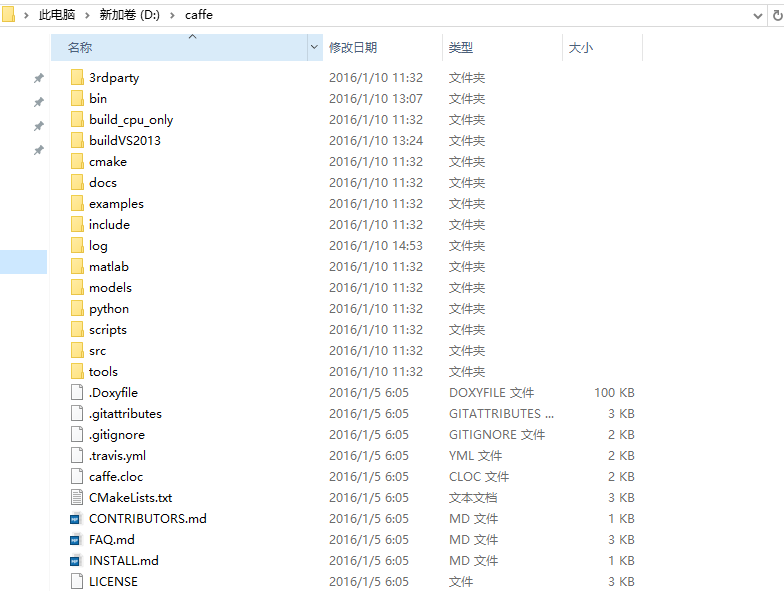 此电脑 > 新加卷 (D:) > caffe
名称 修改日期 类型 大小
3rdparty 2016/1/10 11:32 文件夹
bin 2016/1/10 13:07 文件夹
build_cpu_only 2016/1/10 11:32 文件夹
buildVS2013 2016/1/10 13:24 文件夹
cmake 2016/1/10 11:32 文件夹
docs 2016/1/10 11:32 文件夹
examples 2016/1/10 11:32 文件夹
include 2016/1/10 11:32 文件夹
log 2016/1/10 14:53 文件夹
matlab 2016/1/10 11:32 文件夹
models 2016/1/10 11:32 文件夹
python 2016/1/10 11:32 文件夹
scripts 2016/1/10 11:32 文件夹
src 2016/1/10 11:32 文件夹
tools 2016/1/10 11:32 文件夹
.Doxyfile 2016/1/5 6:05 DOXYFILE 文件 100 KB
.gitattributes 2016/1/5 6:05 GITATTRIBUTES ... 3 KB
.gitignore 2016/1/5 6:05 GITIGNORE 文件 2 KB
.travis.yml 2016/1/5 6:05 YML 文件 2 KB
caffe.cloc 2016/1/5 6:05 CLOC 文件 2 KB
CMakeLists.txt 2016/1/5 6:05 文本文档 3 KB
CONTRIBUTORS.md 2016/1/5 6:05 MD 文件 1 KB
FAQ.md 2016/1/5 6:05 MD 文件 3 KB
INSTALL.md 2016/1/5 6:05 MD 文件 1 KB
LICENSE 2016/1/5 6:05 文件 3 KB